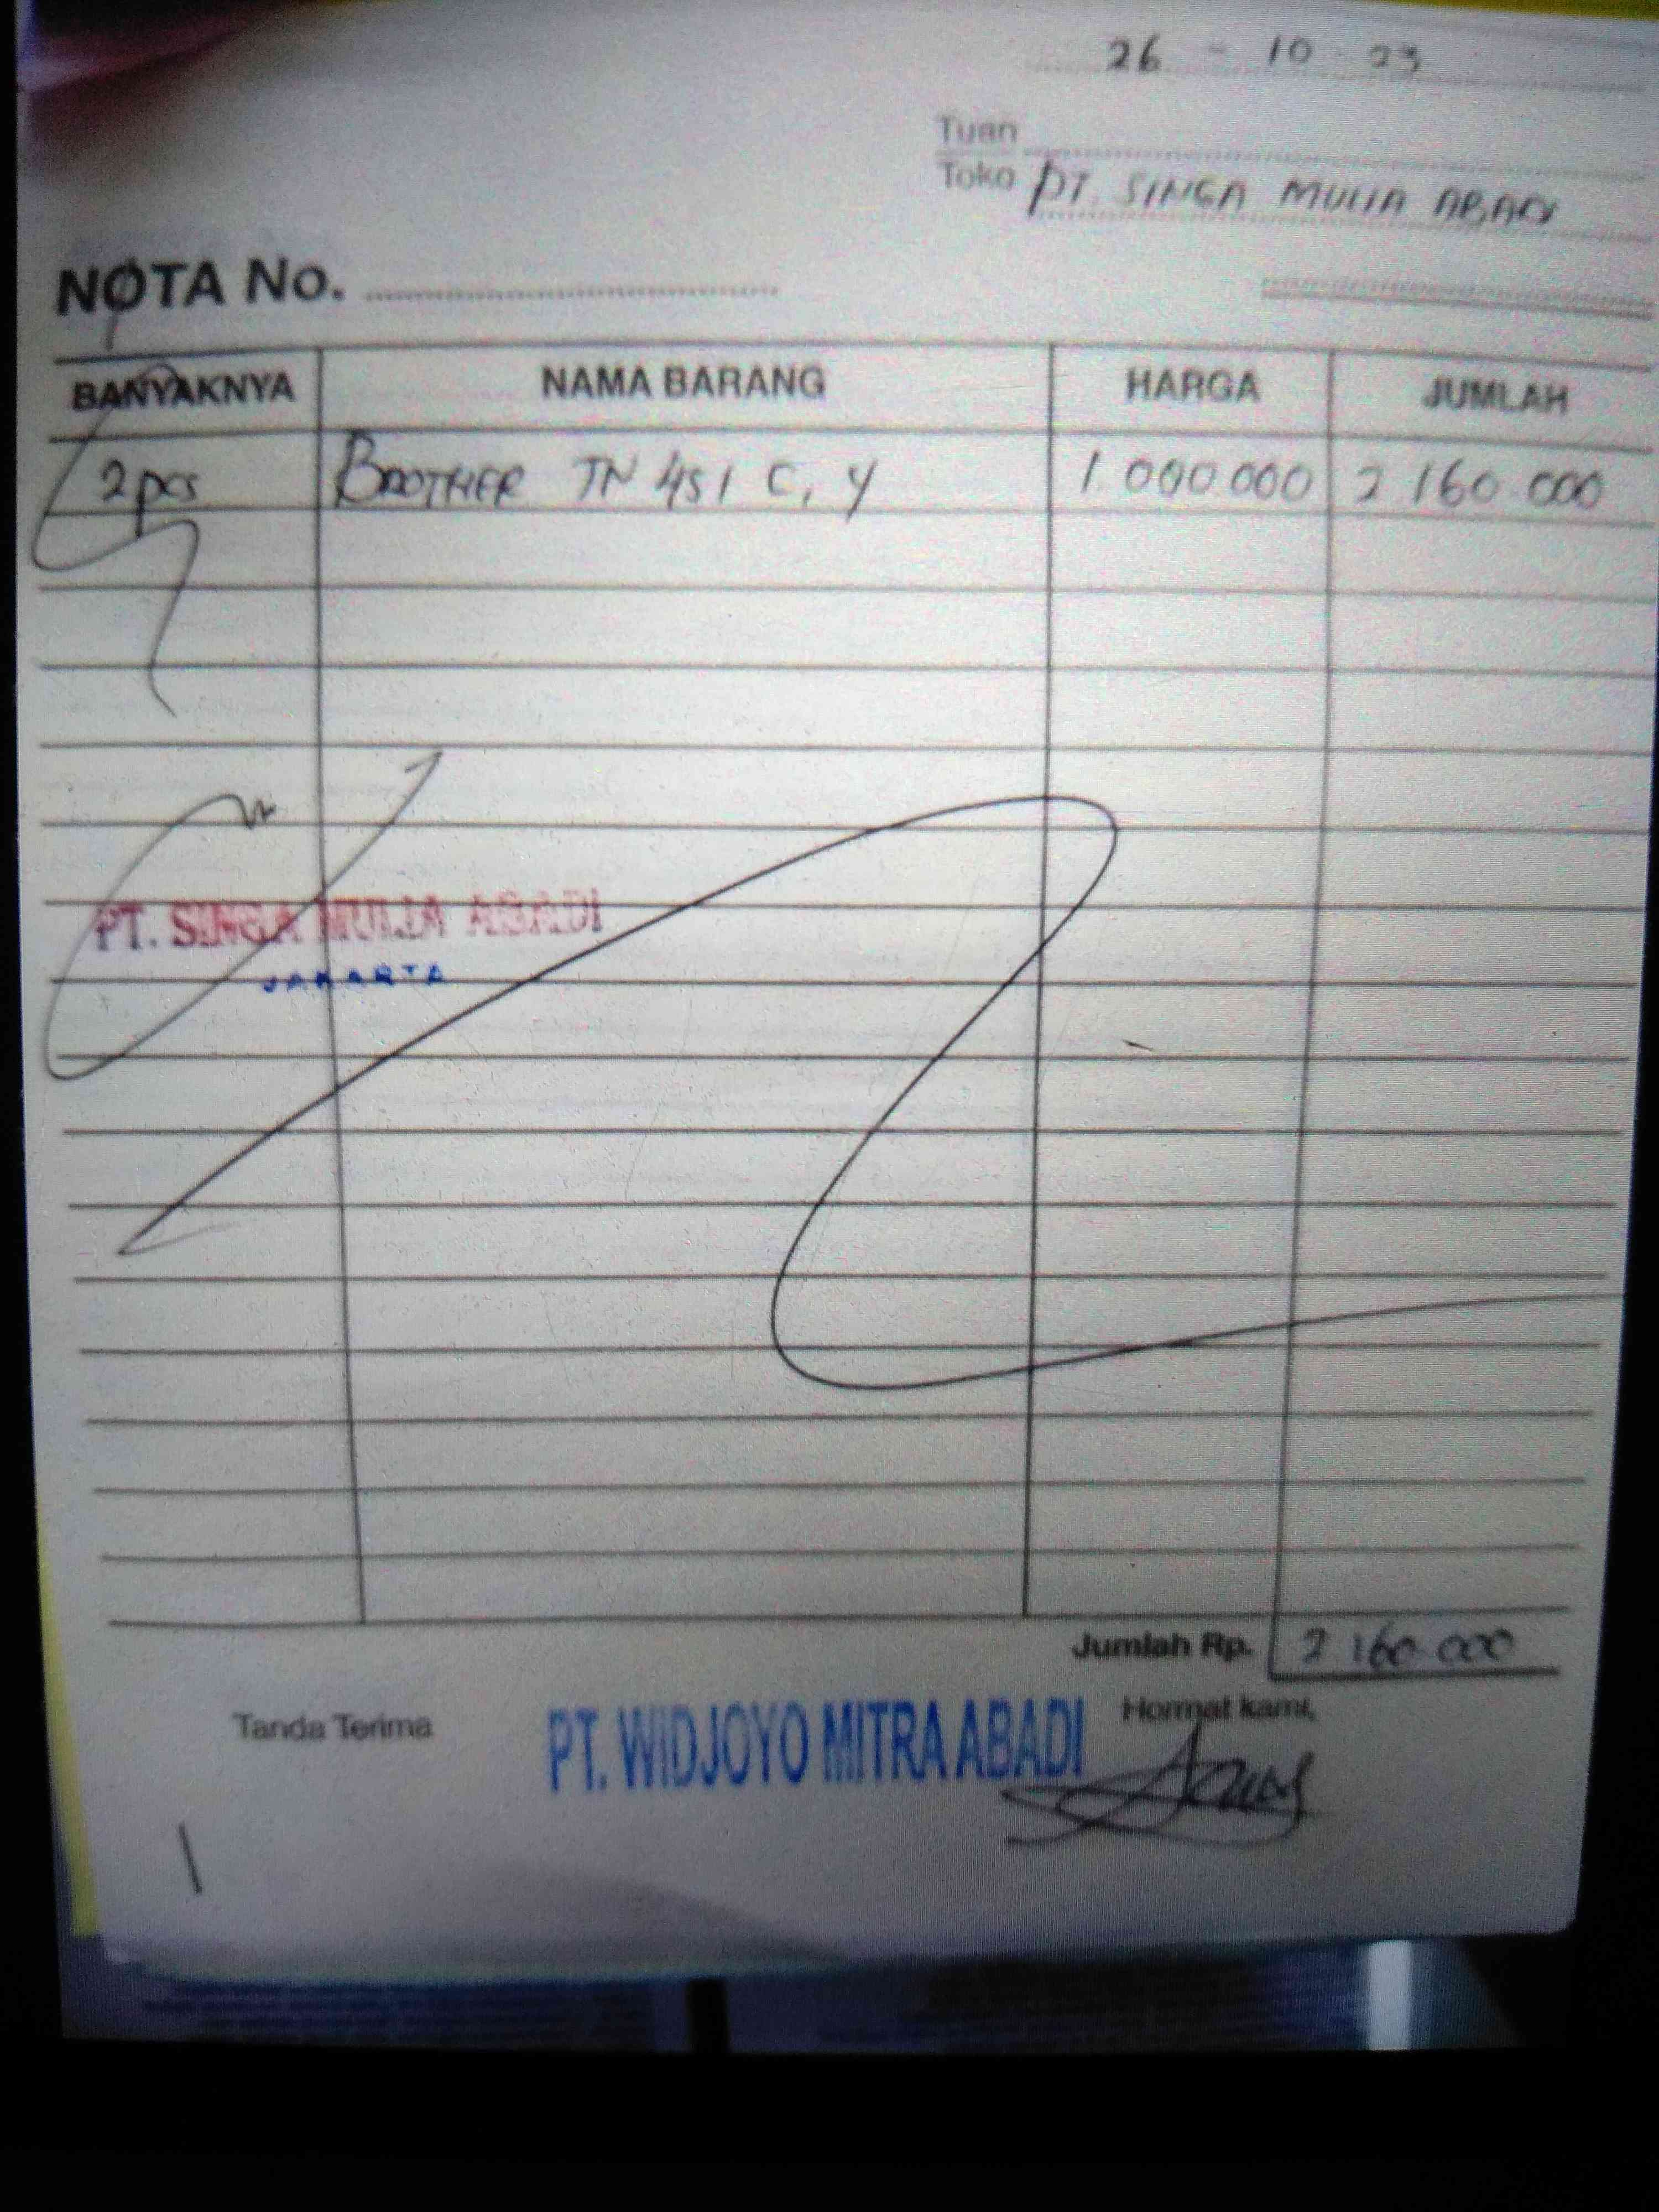 26 - 10 - 23
Tuan
Toko PT. SINGA MULIA ABADI
NOTA No.
BANYAKNYA NAMA BARANG HARGA JUMLAH
2 pcs BROTHER TN 451 C, Y 1.000.000 2.160.000
PT. SINGA MULIA ABADI
JAKARTA
Jumlah Rp. 2.160.000
Tanda Terima PT. WIDJOYO MITRA ABADI Hormat kami,